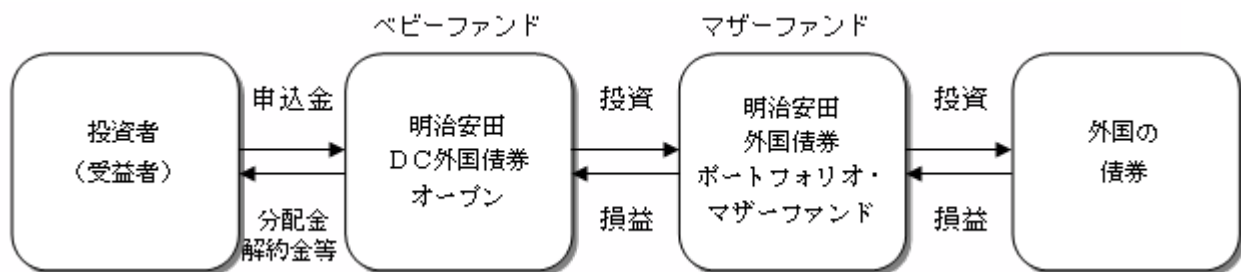 ベビーファンド
マザーファンド
投資者
(受益者)
申込金
分配金
解約金等
明治安田
DC外国債券
オープン
投資
損益
明治安田
外国債券
ポートフォリオ・
マザーファンド
投資
損益
外国の
債券